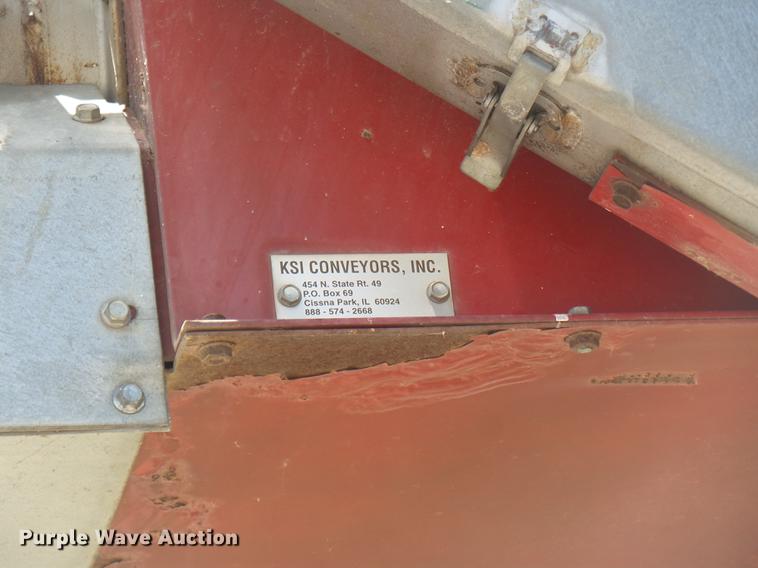 KSI CONVEYORS, INC.
454 N. State Rt. 49
P.O. Box 69
Cissna Park, IL 60924
888 - 574 - 2668
Purple Wave Auction